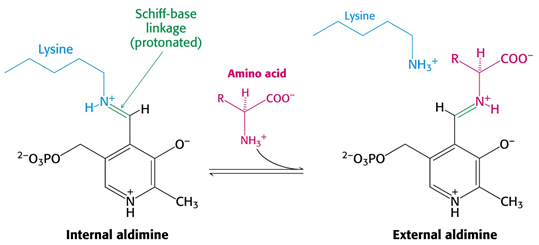 Schiff-base
linkage
(protonated)
Lysine
H N+
H
2-O3PO
O-
N+
H
CH3
Internal aldimine
Amino acid
H
R COO-
NH3+
Lysine
NH3+
H
R COO-
H N+
H
2-O3PO
O-
N+
H
CH3
External aldimine